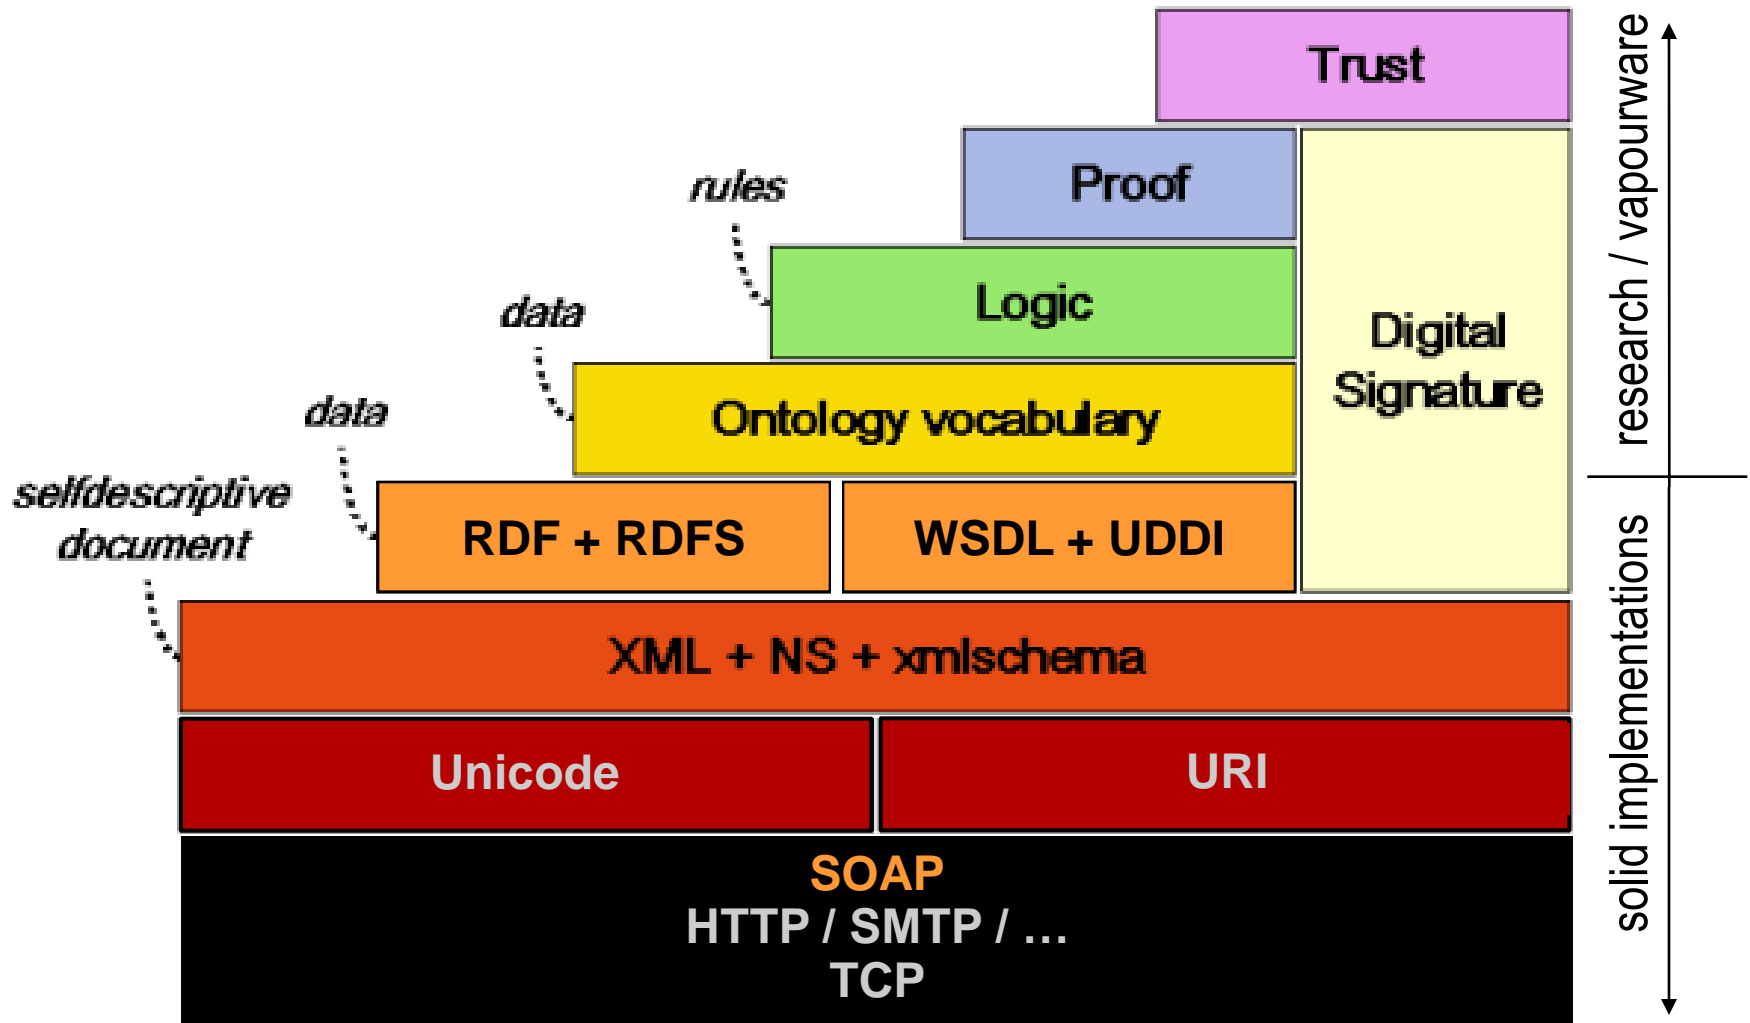 Trust
Proof
rules
Logic
data
Digital
Signature
Ontology vocabulary
data
selfdescriptive
document
RDF + RDFS
WSDL + UDDI
XML + NS + xmlschema
Unicode
URI
SOAP
HTTP / SMTP / …
TCP
research / vapourware
solid implementations